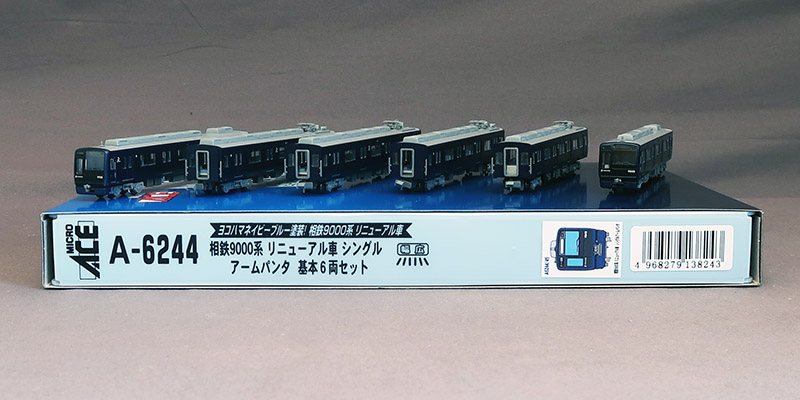 MICRO
ACE
A-6244
ヨコハマネイビーブルー塗装! 相鉄9000系 リニューアル車
相鉄9000系 リニューアル車 シングル
アームパンタ 基本6両セット
4 968279 138243